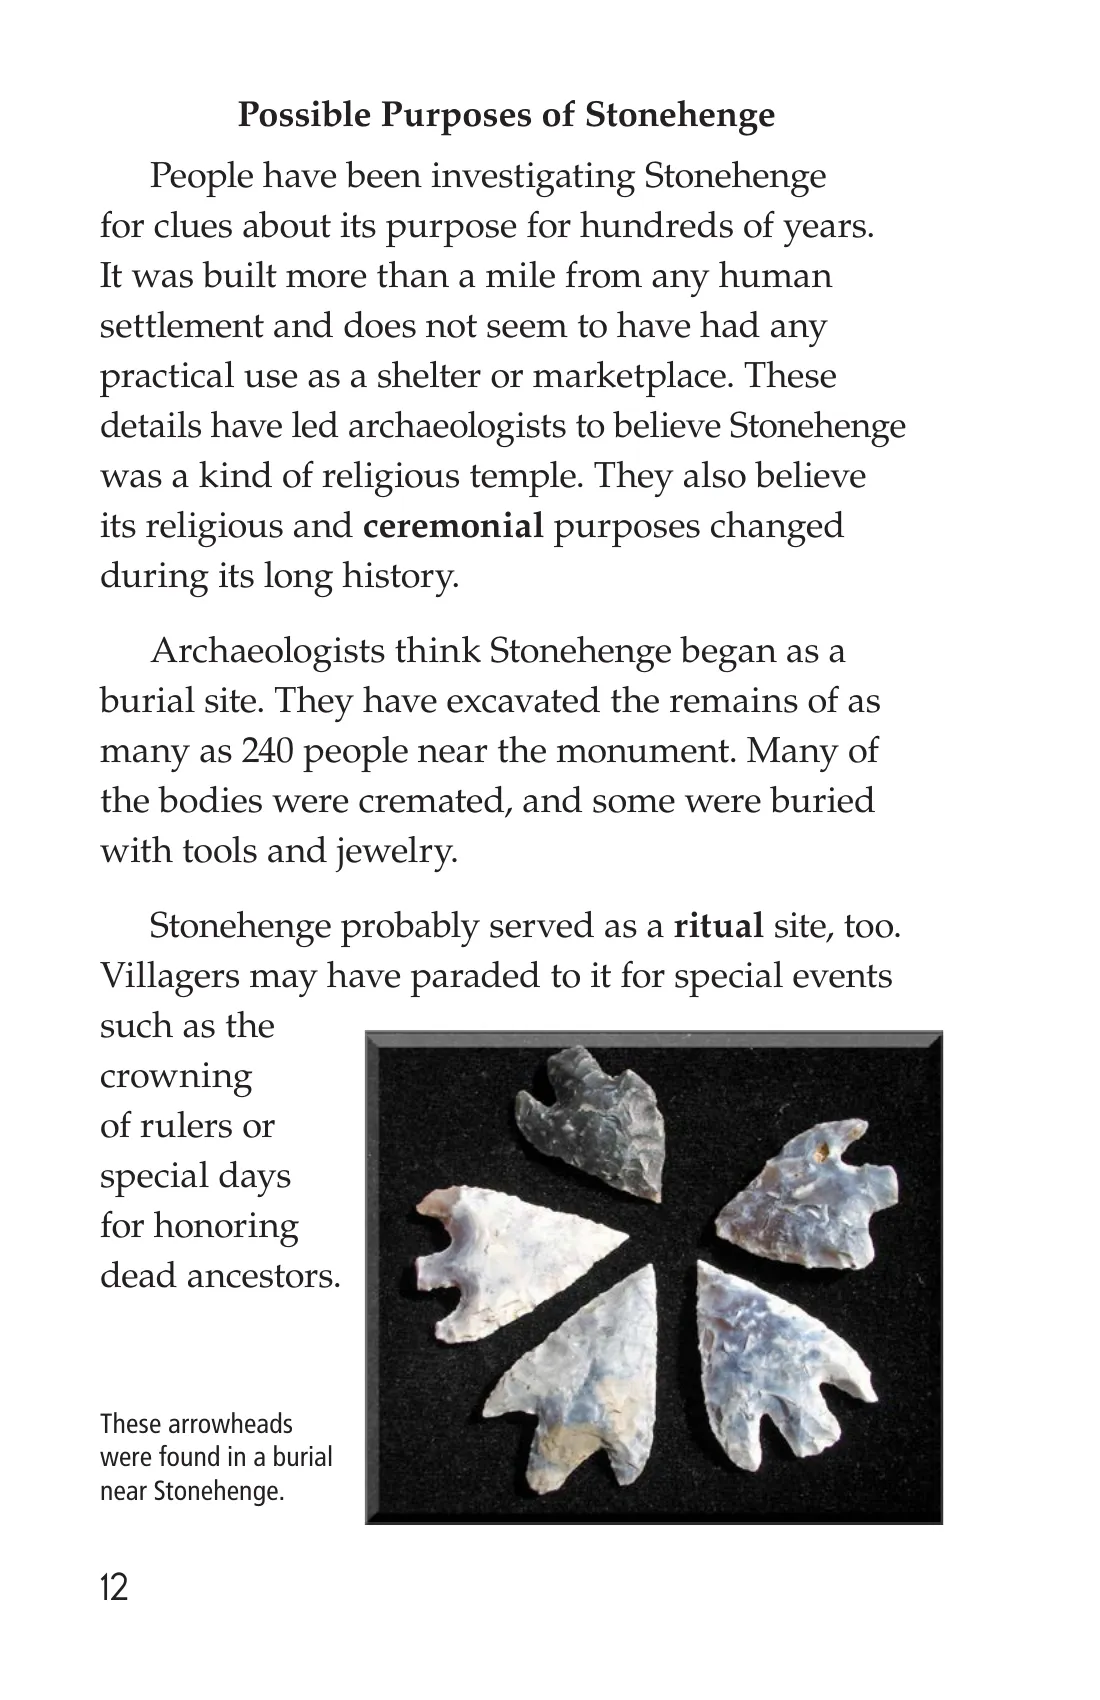 Possible Purposes of Stonehenge
People have been investigating Stonehenge
for clues about its purpose for hundreds of years.
It was built more than a mile from any human
settlement and does not seem to have had any
practical use as a shelter or marketplace. These
details have led archaeologists to believe Stonehenge
was a kind of religious temple. They also believe
its religious and ceremonial purposes changed
during its long history.
Archaeologists think Stonehenge began as a
burial site. They have excavated the remains of as
many as 240 people near the monument. Many of
the bodies were cremated, and some were buried
with tools and jewelry.
Stonehenge probably served as a ritual site, too.
Villagers may have paraded to it for special events
such as the
crowning
of rulers or
special days
for honoring
dead ancestors.
These arrowheads
were found in a burial
near Stonehenge.
12